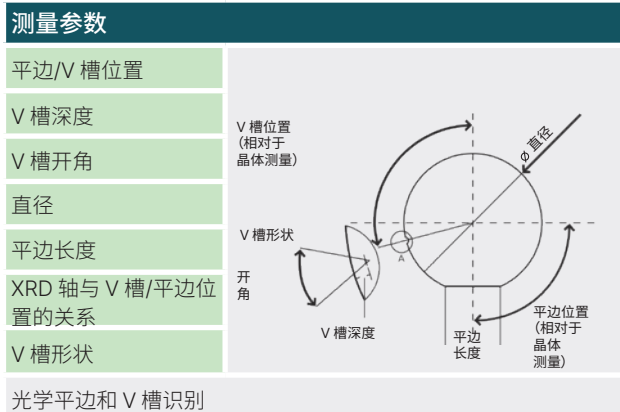 测量参数
平边/V 槽位置
V 槽深度
V 槽开角
直径
平边长度
XRD 轴与 V 槽/平边位
置的关系
V 槽形状
光学平边和 V 槽识别
V 槽位置
（相对于
晶体测量）
Ø 直径
V 槽形状
A
开
角
V 槽深度
平边
长度
平边位置
（相对于
晶体
测量）